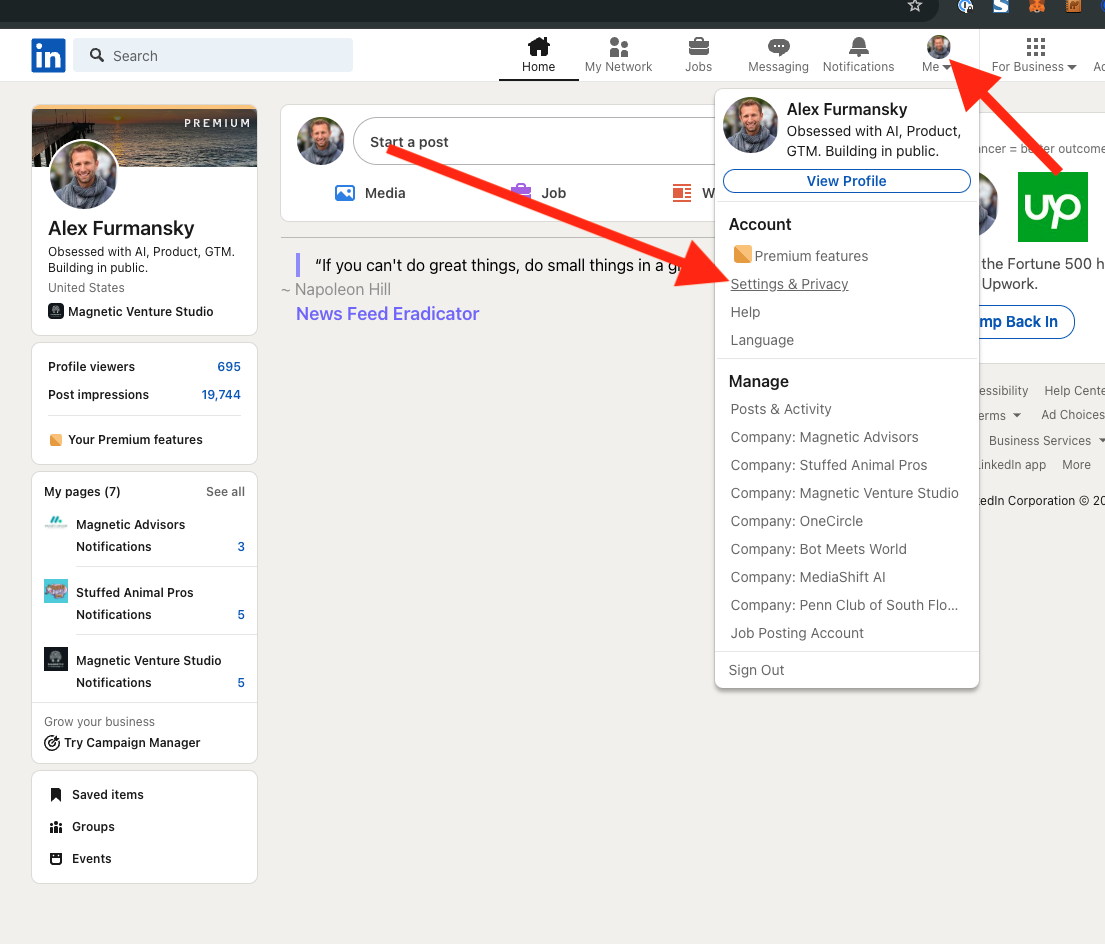 in
Search
Home
My Network
Jobs
Messaging
Notifications
Me
For Business
PREMIUM
Alex Furmansky
Obsessed with AI, Product, GTM.
Building in public.
United States
Magnetic Venture Studio
Profile viewers 695
Post impressions 19,744
Your Premium features
My pages (7) See all
Magnetic Advisors
Notifications 3
Stuffed Animal Pros
Notifications 5
Magnetic Venture Studio
Notifications 5
Grow your business
Try Campaign Manager
Saved items
Groups
Events
Start a post
Media
Job
W
“If you can't do great things, do small things in a g
~ Napoleon Hill
News Feed Eradicator
Alex Furmansky
Obsessed with AI, Product,
GTM. Building in public.
View Profile
Account
Premium features
Settings & Privacy
Help
Language
Manage
Posts & Activity
Company: Magnetic Advisors
Company: Stuffed Animal Pros
Company: Magnetic Venture Studio
Company: OneCircle
Company: Bot Meets World
Company: MediaShift AI
Company: Penn Club of South Flo...
Job Posting Account
Sign Out
up
the Fortune 500 h
Upwork.
mp Back In
essibility Help Cente
erms Ad Choices
Business Services
inkedIn app More
edIn Corporation © 20